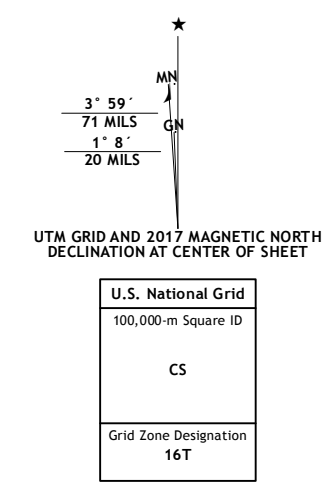 ★
MN
3° 59´
71 MILS
GN
1° 8´
20 MILS
UTM GRID AND 2017 MAGNETIC NORTH
DECLINATION AT CENTER OF SHEET
U.S. National Grid
100,000-m Square ID
CS
Grid Zone Designation
16T